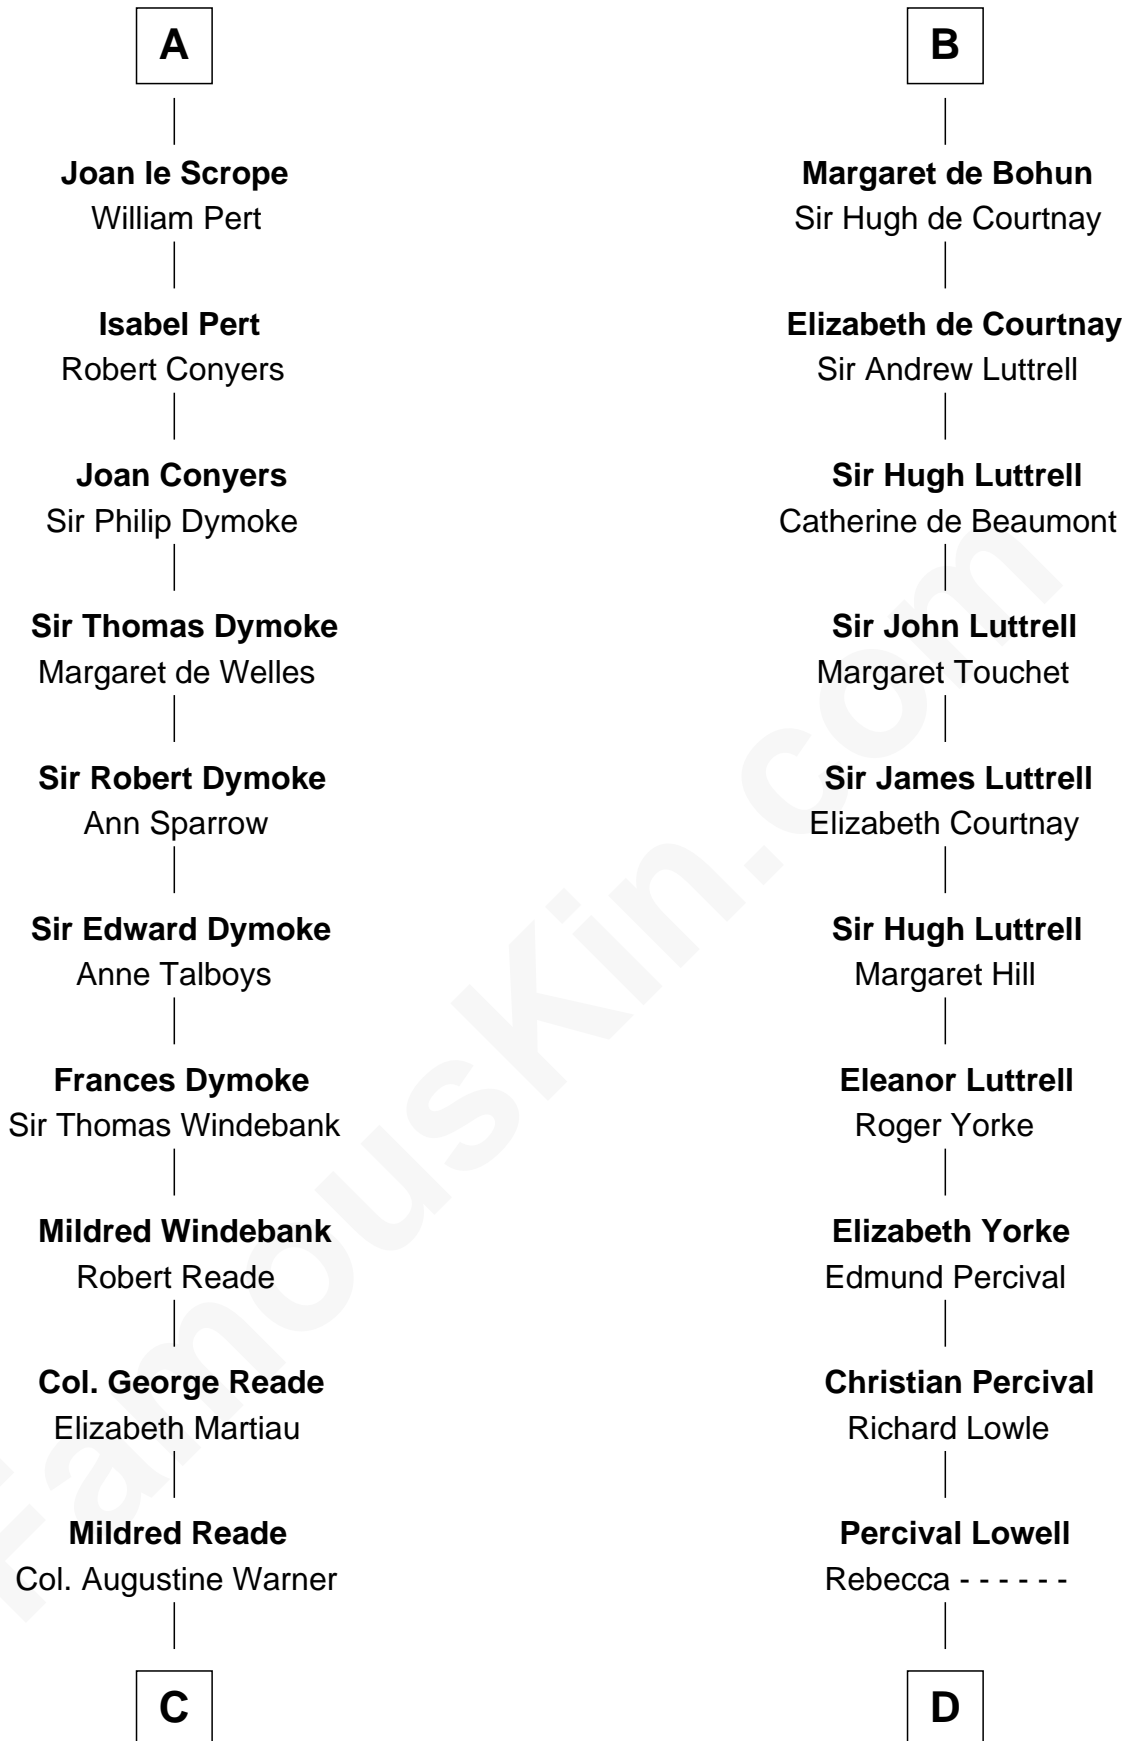 A
Joan le Scrope
William Pert
Isabel Pert
Robert Conyers
Joan Conyers
Sir Philip Dymoke
Sir Thomas Dymoke
Margaret de Welles
Sir Robert Dymoke
Ann Sparrow
Sir Edward Dymoke
Anne Talboys
Frances Dymoke
Sir Thomas Windebank
Mildred Windebank
Robert Reade
Col. George Reade
Elizabeth Martiau
Mildred Reade
Col. Augustine Warner
C
B
Margaret de Bohun
Sir Hugh de Courtnay
Elizabeth de Courtnay
Sir Andrew Luttrell
Sir Hugh Luttrell
Catherine de Beaumont
Sir John Luttrell
Margaret Touchet
Sir James Luttrell
Elizabeth Courtnay
Sir Hugh Luttrell
Margaret Hill
Eleanor Luttrell
Roger Yorke
Elizabeth Yorke
Edmund Percival
Christian Percival
Richard Lowle
Percival Lowell
Rebecca - - - - - -
D
FamousKin.com